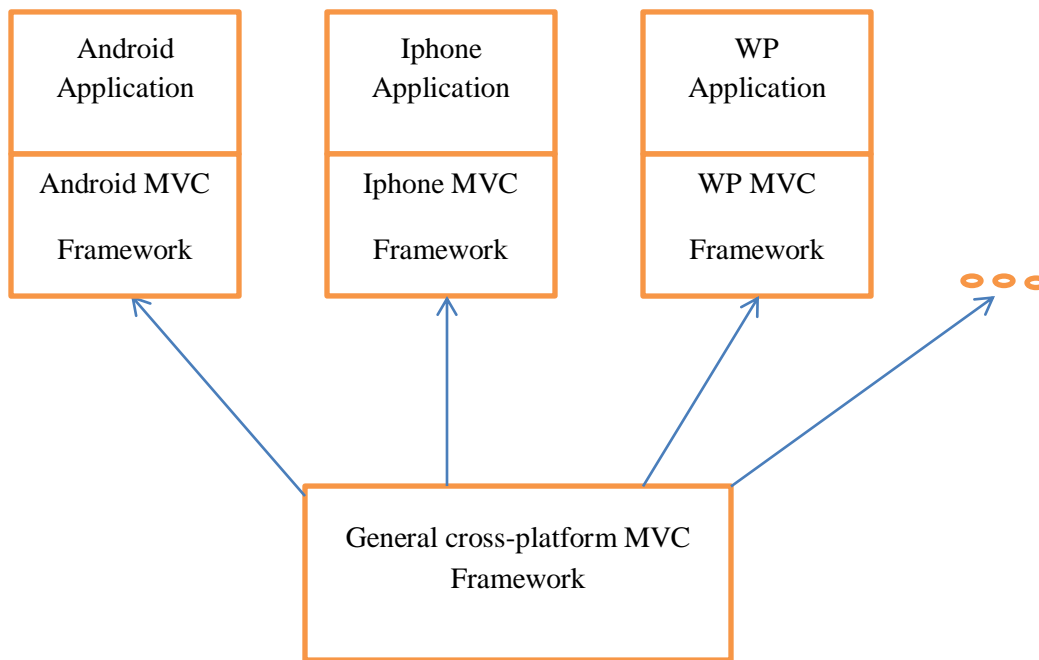 Android
Application
Iphone
Application
WP
Application
Android MVC
Framework
Iphone MVC
Framework
WP MVC
Framework
General cross-platform MVC
Framework